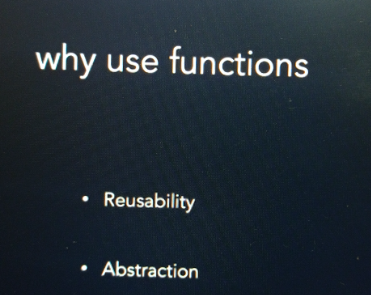 why use functions
• Reusability
• Abstraction